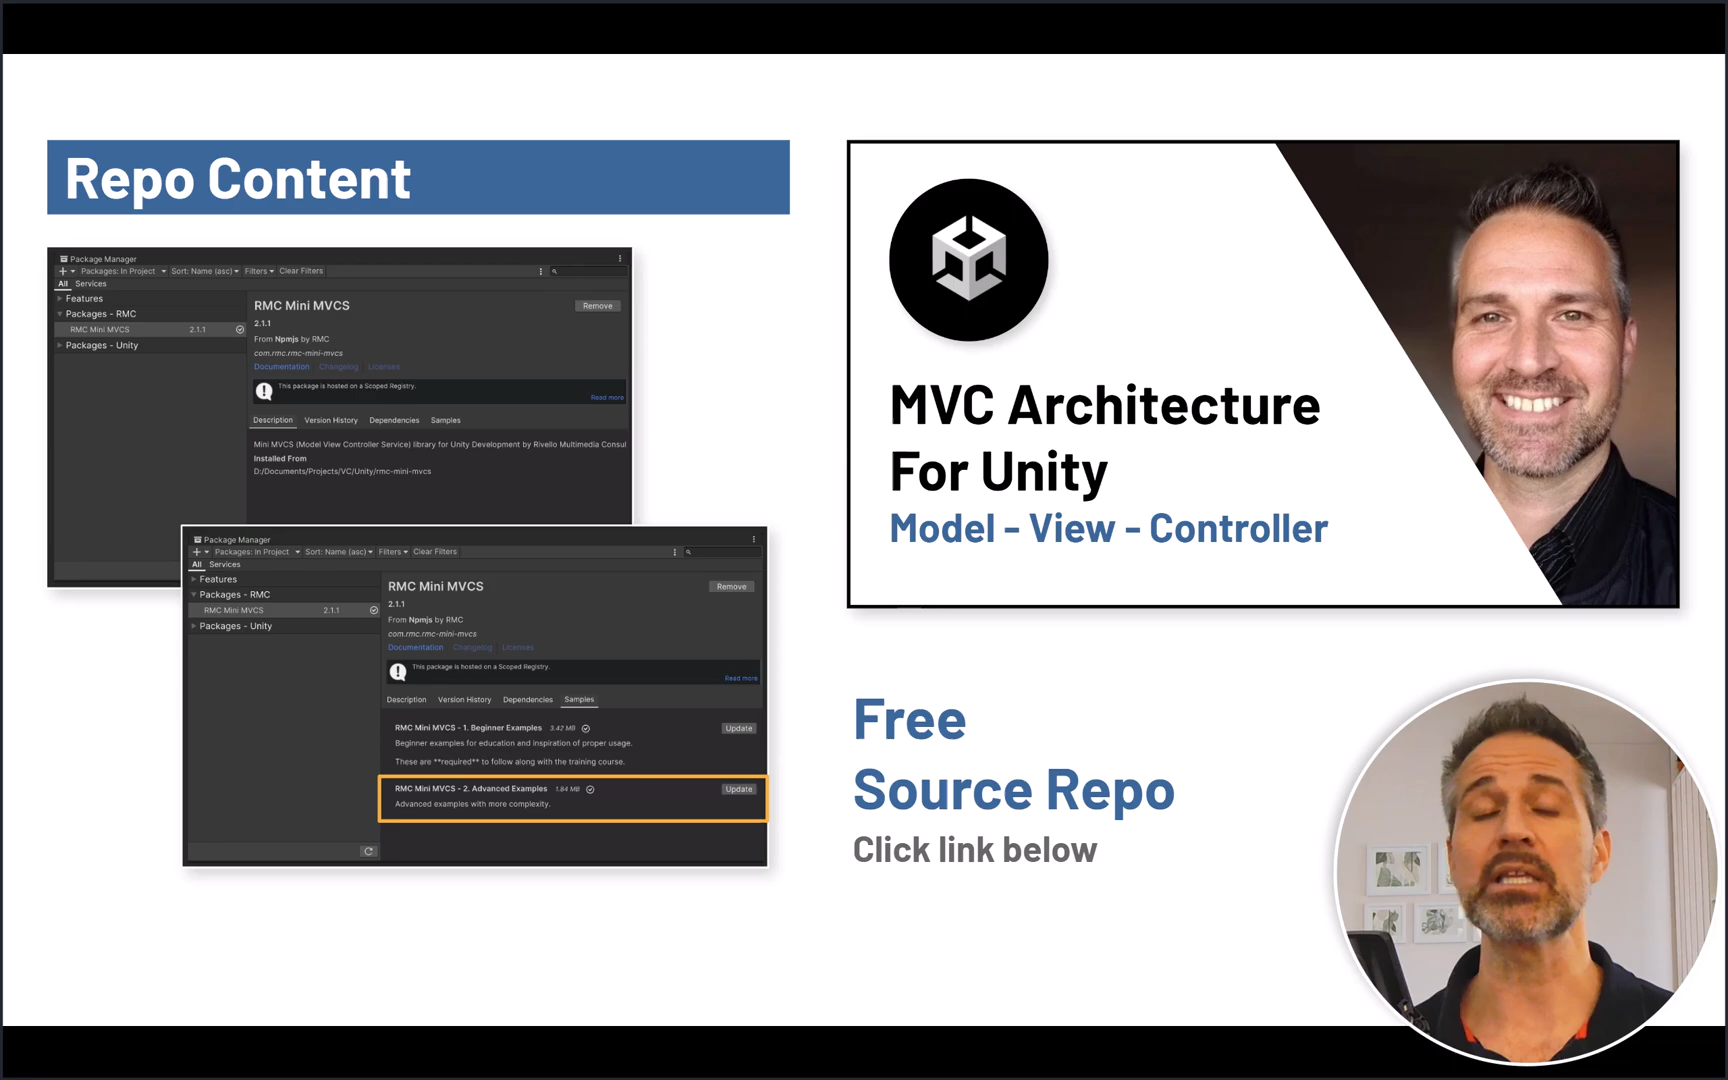 Repo Content
Package Manager
Packages: In Project Sort: Name (asc) Filters Clear Filters
All Services
Features
Packages - RMC
RMC Mini MVCS 2.1.1
Packages - Unity
RMC Mini MVCS
Remove
2.1.1
From Npmjs by RMC
com.rmc.rmc-mini-mvcs
Documentation Changelog Licenses
This package is hosted on a Scoped Registry.
Read more
Description Version History Dependencies Samples
Mini MVCS (Model View Controller Service) library for Unity Development by Rivello Multimedia Consul
Installed From
D:/Documents/Projects/VC/Unity/rmc-mini-mvcs
Package Manager
Packages: In Project Sort: Name (asc) Filters Clear Filters
All Services
Features
Packages - RMC
RMC Mini MVCS 2.1.1
Packages - Unity
RMC Mini MVCS
Remove
2.1.1
From Npmjs by RMC
com.rmc.rmc-mini-mvcs
Documentation Changelog Licenses
This package is hosted on a Scoped Registry.
Read more
Description Version History Dependencies Samples
RMC Mini MVCS - 1. Beginner Examples 3.42 MB Update
Beginner examples for education and inspiration of proper usage.
These are **required** to follow along with the training course.
RMC Mini MVCS - 2. Advanced Examples 1.84 MB Update
Advanced examples with more complexity.
MVC Architecture
For Unity
Model - View - Controller
Free
Source Repo
Click link below